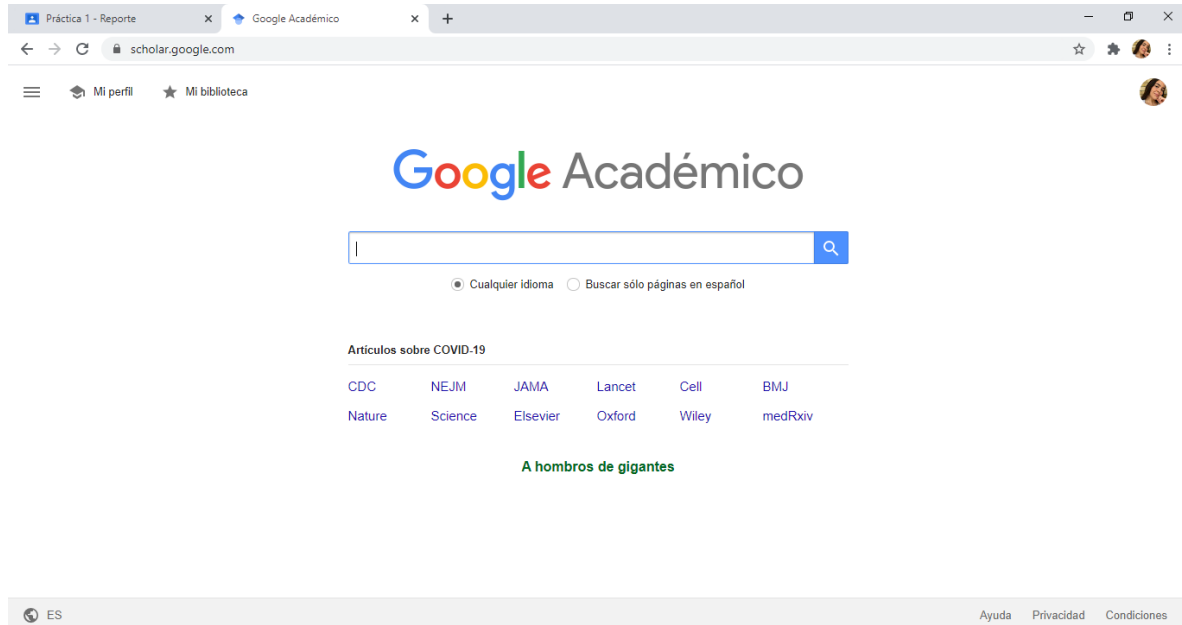 Práctica 1 - Reporte
Google Académico
scholar.google.com
Mi perfil Mi biblioteca
Google Académico
Cualquier idioma Buscar sólo páginas en español
Artículos sobre COVID-19
CDC NEJM JAMA Lancet Cell BMJ
Nature Science Elsevier Oxford Wiley medRxiv
A hombros de gigantes
ES Ayuda Privacidad Condiciones